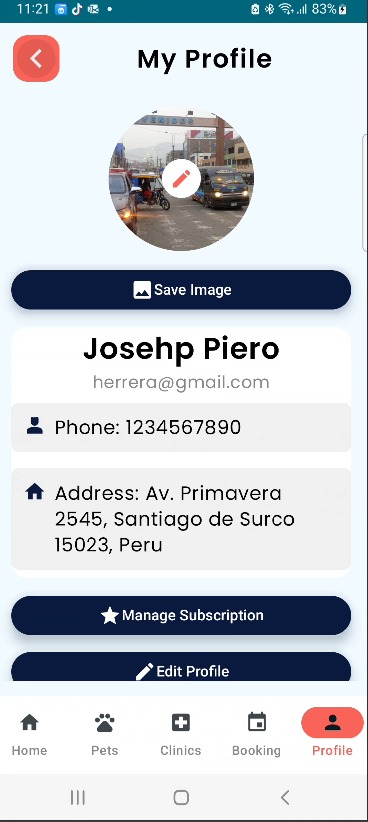 11:21
83%
My Profile
Save Image
Josehp Piero
herrera@gmail.com
Phone: 1234567890
Address: Av. Primavera
2545, Santiago de Surco
15023, Peru
Manage Subscription
Edit Profile
Home Pets Clinics Booking Profile